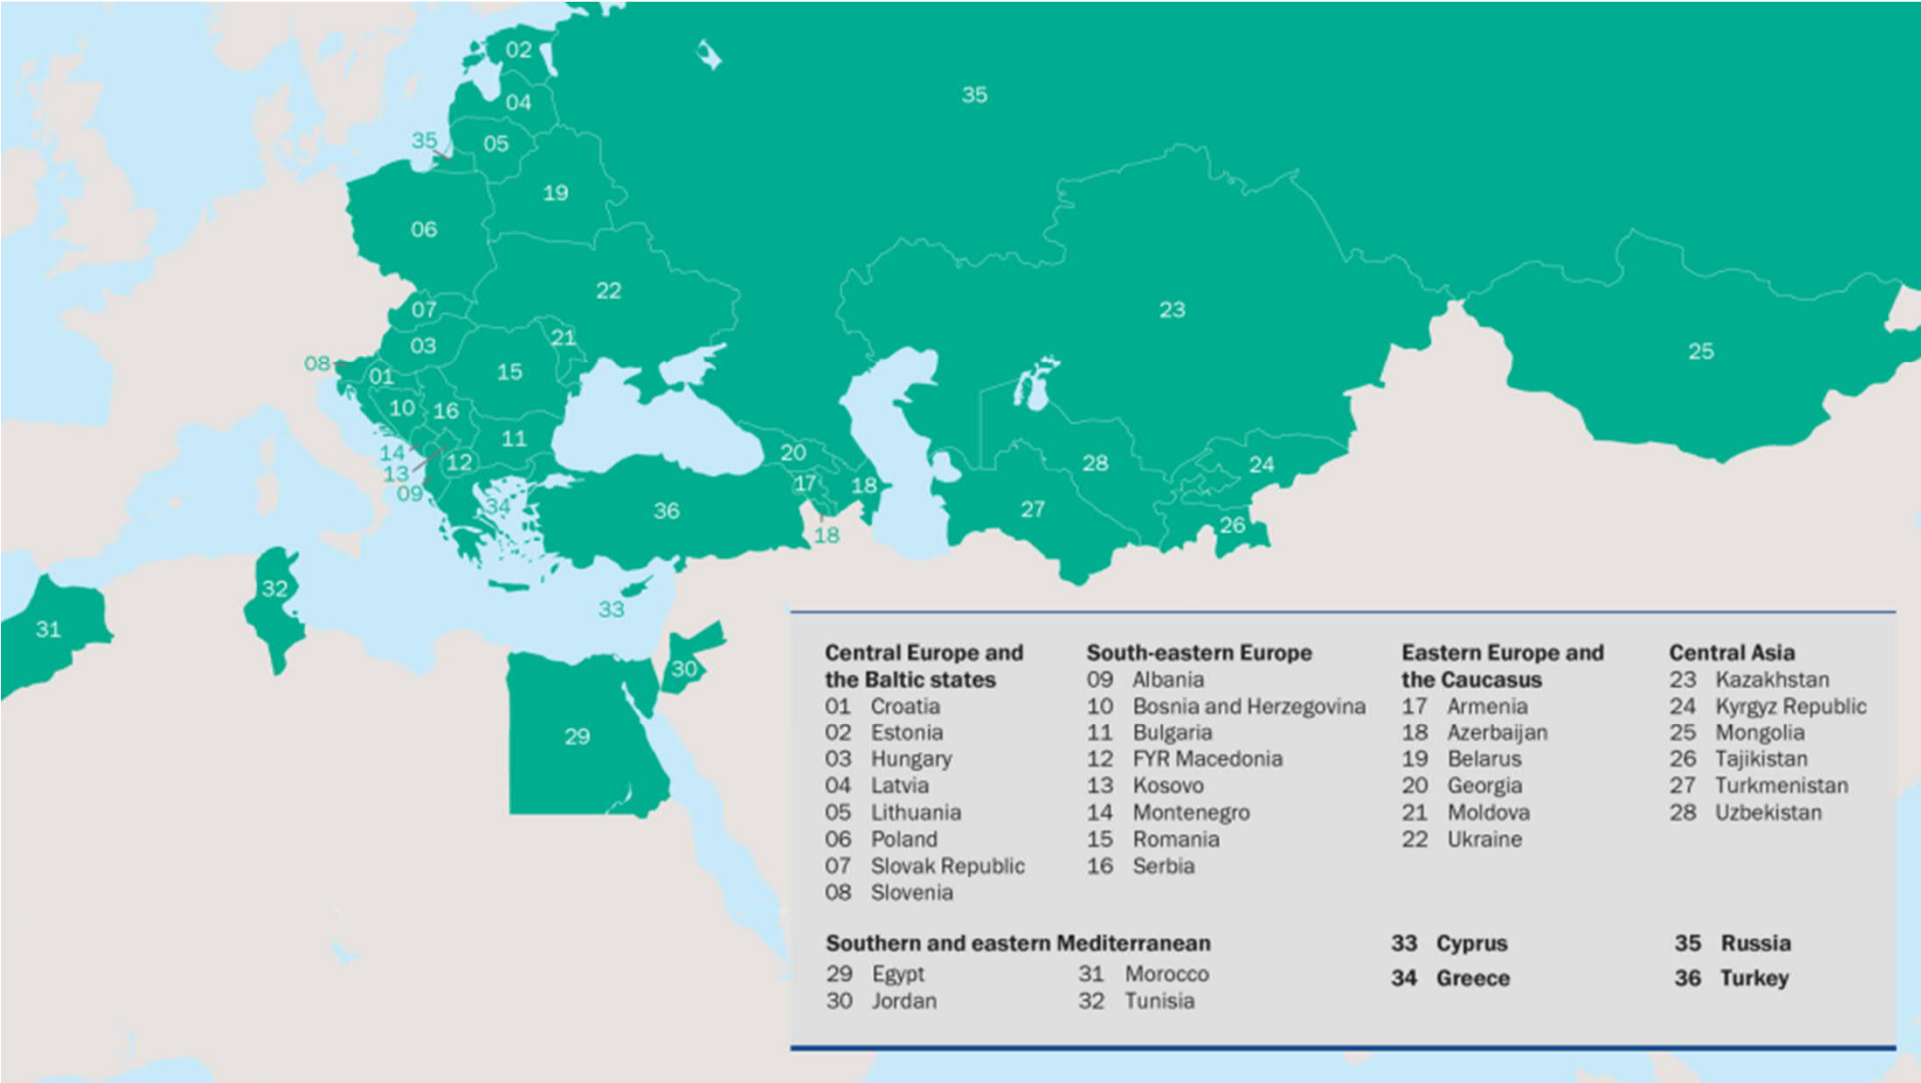 02
35
04
35
05
19
06
22
23
07
25
21
03
08
15
01
10
16
11
20
14
12
28
24
13
17
18
09
34
36
27
26
18
32
33
31
30
29
Central Europe and
the Baltic states
01 Croatia
02 Estonia
03 Hungary
04 Latvia
05 Lithuania
06 Poland
07 Slovak Republic
08 Slovenia
South-eastern Europe
09 Albania
10 Bosnia and Herzegovina
11 Bulgaria
12 FYR Macedonia
13 Kosovo
14 Montenegro
15 Romania
16 Serbia
Eastern Europe and
the Caucasus
17 Armenia
18 Azerbaijan
19 Belarus
20 Georgia
21 Moldova
22 Ukraine
Central Asia
23 Kazakhstan
24 Kyrgyz Republic
25 Mongolia
26 Tajikistan
27 Turkmenistan
28 Uzbekistan
Southern and eastern Mediterranean
29 Egypt
30 Jordan
31 Morocco
32 Tunisia
33 Cyprus
34 Greece
35 Russia
36 Turkey